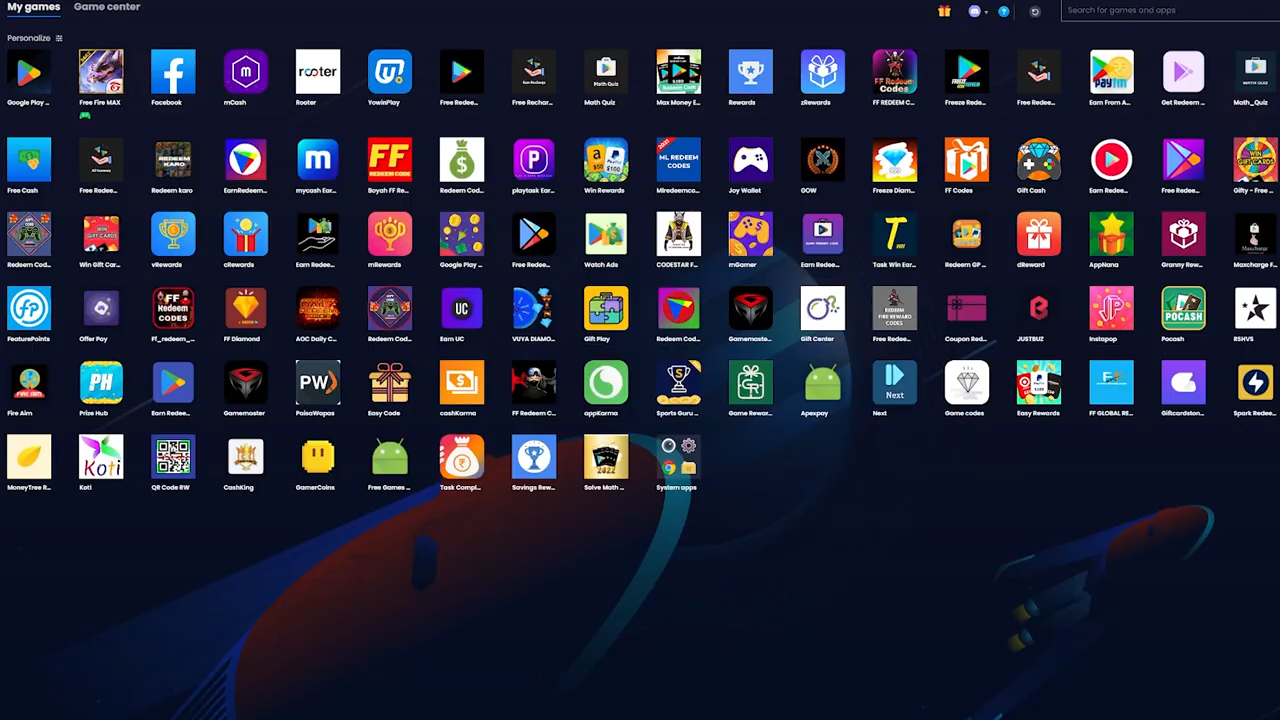 My games Game center
Search for games and apps
Personalize
Google Play ... Free Fire MAX Facebook mCash Rooter YowinPlay Free Redee... Free Rechar... Math Quiz Max Money E... Rewards zRewards FF REDEEM C... Freeze Rede... Free Redee... Earn From A... Get Redeem ... Math_Quiz
Free Cash Free Redee... Redeem karo EarnRedeem... mycash Ear... Boyah FF Re... Redeem Cod... playtask Ear... Win Rewards Mlredeemco... Joy Wallet GOW Freeze Diam... FF Codes Gift Cash Earn Rede... Free Redee... Gifty - Free ...
Redeem Cod... Win Gift Car... vRewards cRewards Earn Redee... mRewards Google Play ... Free Redee... Watch Ads CODESTAR F... mGamer Earn Redee... Task Win Ear... Redeem GP ... dReward AppNana Granny Rew... Maxcharge F...
FeaturePoints Offer Pay Ff_redeem_... FF Diamond AOC Daily C... Redeem Cod... Earn UC VUYA DIAMO... Gift Play Redeem Cod... Gamemaste... Gift Center Free Redee... Coupon Red... JUSTBUZ Instapop Pocash RSHVS
Fire Aim Prize Hub Earn Redee... Gamemaster PaisaWapas Easy Code cashKarma FF Redeem C... appKarma Sports Guru ... Game Rewar... Apexpay Next Game codes Easy Rewards FF GLOBAL RE... Giftcardston... Spark Redee...
MoneyTree R... Koti QR Code RW CashKing GamerCoins Free Games ... Task Compl... Savings Rew... Solve Math ... System apps